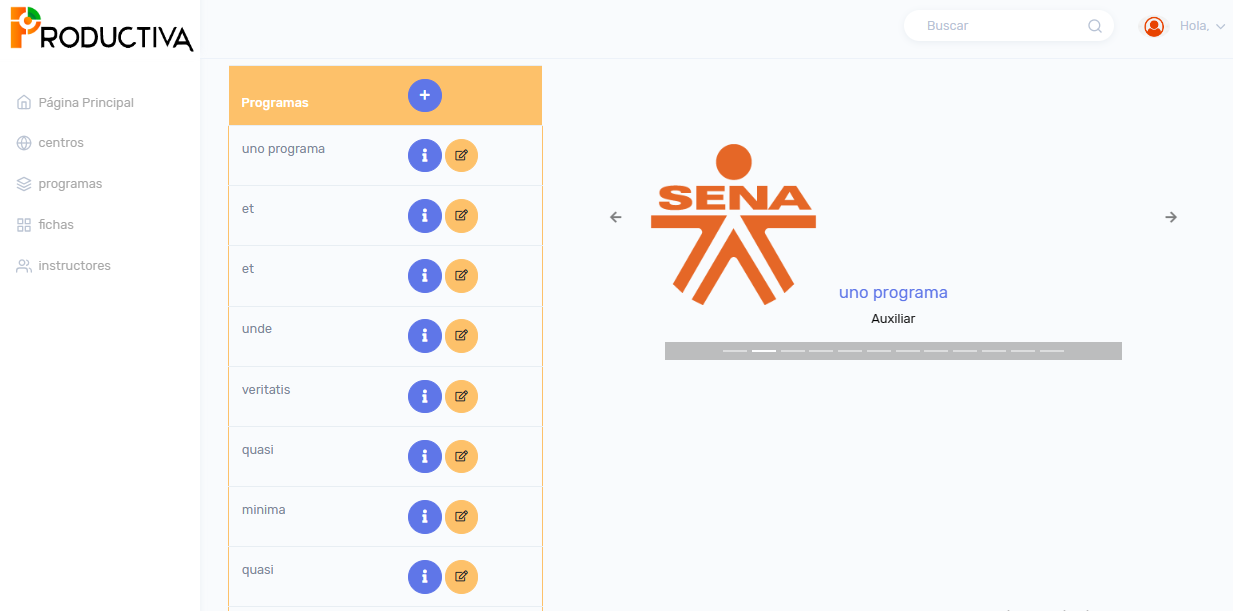 PRODUCTIVA
Buscar
Hola,
Página Principal
centros
programas
fichas
instructores
Programas
uno programa
et
et
unde
veritatis
quasi
minima
quasi
SENA
uno programa
Auxiliar